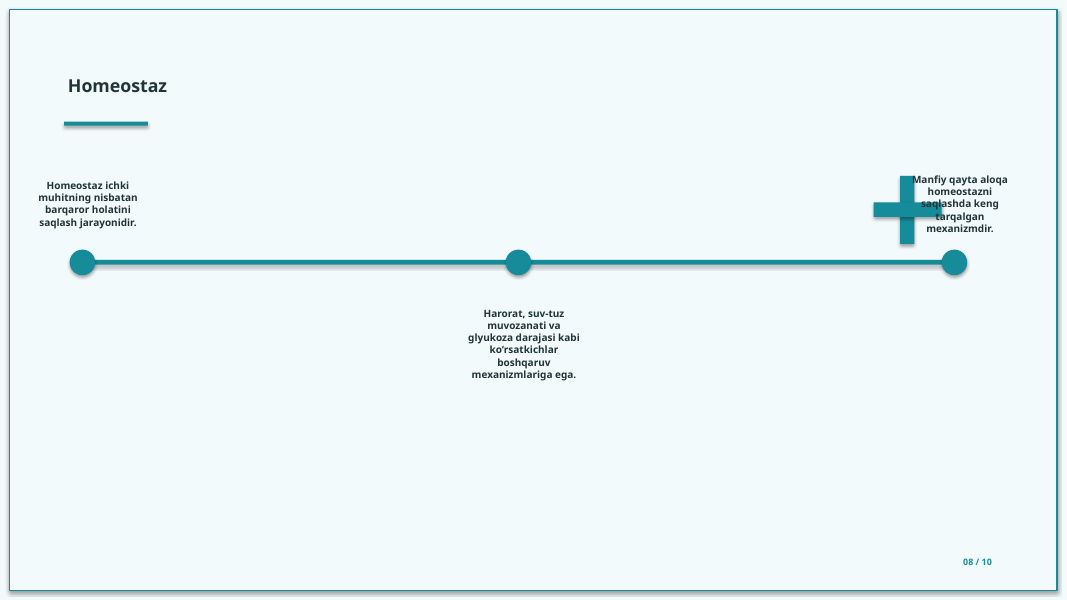 Homeostaz
Homeostaz ichki
muhitning nisbatan
barqaror holatini
saqlash jarayonidir.
Harorat, suv-tuz
muvozanati va
glyukoza darajasi kabi
ko‘rsatkichlar
boshqaruv
mexanizmlariga ega.
Manfiy qayta aloqa
homeostazni
saqlashda keng
tarqalgan
mexanizmdir.
08 / 10